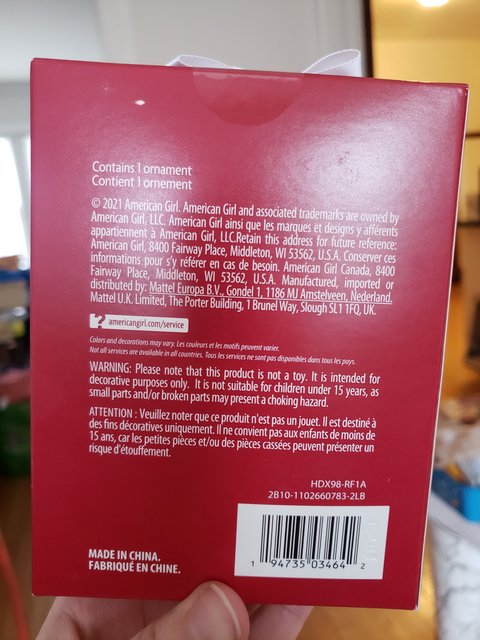 Contains 1 ornament
Contient 1 ornement
© 2021 American Girl. American Girl and associated trademarks are owned by
American Girl, LLC. American Girl ainsi que les marques et designs y afférents
appartiennent à American Girl, LLC.Retain this address for future reference:
American Girl, 8400 Fairway Place, Middleton, WI 53562, U.S.A. Conserver ces
informations pour s'y référer en cas de besoin. American Girl Canada, 8400
Fairway Place, Middleton, WI 53562, U.S.A. Manufactured, imported or
distributed by: Mattel Europa B.V., Gondel 1, 1186 MJ Amstelveen, Nederland.
Mattel U.K. Limited, The Porter Building, 1 Brunel Way, Slough SL1 1FQ, UK.
? americangirl.com/service
Colors and decorations may vary. Les couleurs et les motifs peuvent varier.
Not all services are available in all countries. Tous les services ne sont pas disponibles dans tous les pays.
WARNING: Please note that this product is not a toy. It is intended for
decorative purposes only. It is not suitable for children under 15 years, as
small parts and/or broken parts may present a choking hazard.
ATTENTION : Veuillez noter que ce produit n'est pas un jouet. Il est destiné à
des fins décoratives uniquement. Il ne convient pas aux enfants de moins de
15 ans, car les petites pièces et/ou des pièces cassées peuvent présenter un
risque d'étouffement.
HDX98-RF1A
2B10-1102660783-2LB
1 94735 03464 2
MADE IN CHINA.
FABRIQUÉ EN CHINE.